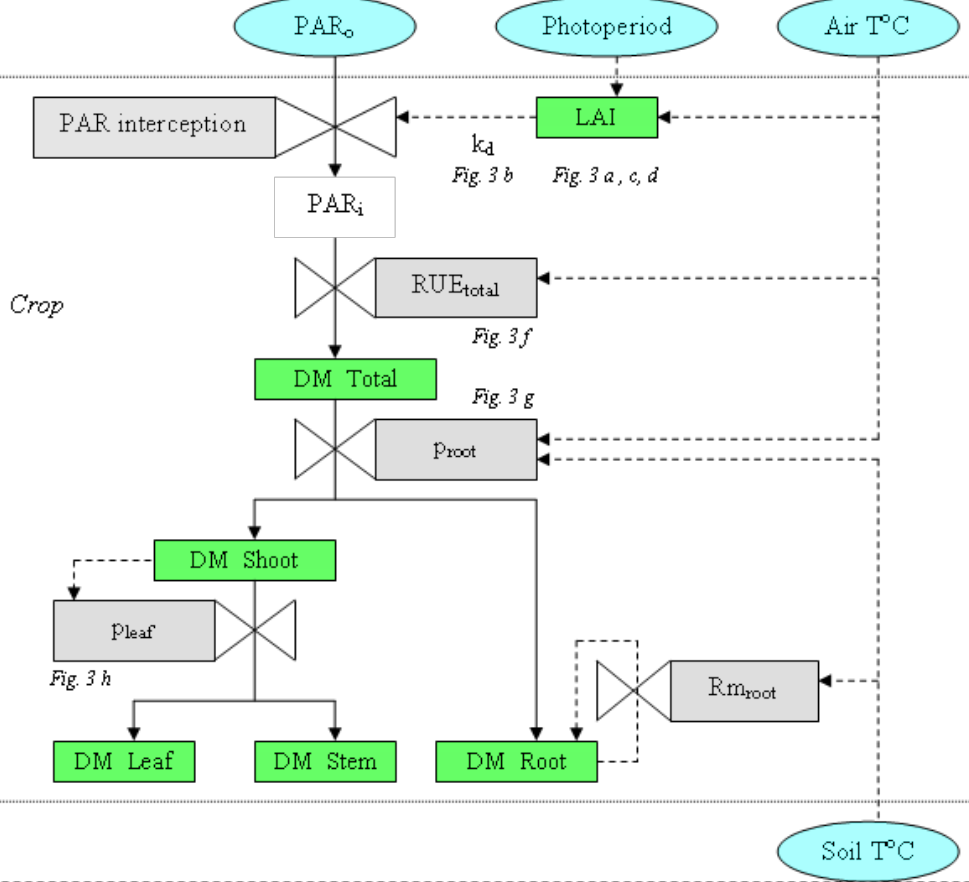 PARo
Photoperiod
Air T°C
PAR interception
LAI
kd
Fig. 3 b
Fig. 3 a , c, d
PARi
RUEtotal
Crop
Fig. 3 f
DM Total
Fig. 3 g
Proot
DM Shoot
Pleaf
Fig. 3 h
Rmroot
DM Leaf
DM Stem
DM Root
Soil T°C